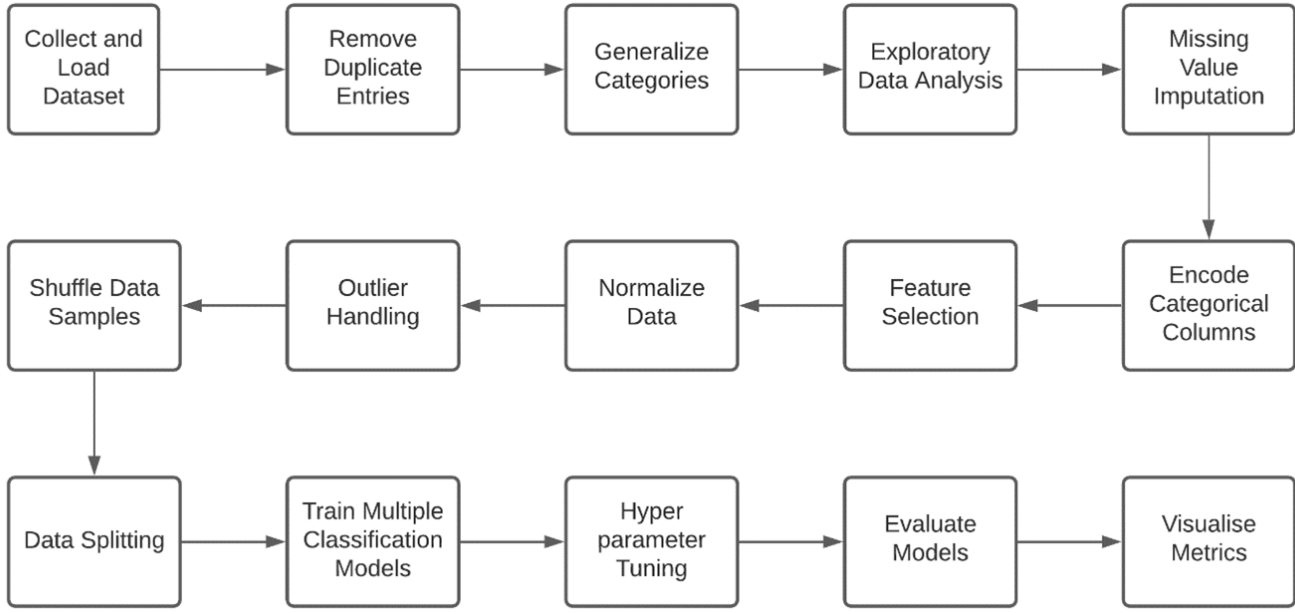 Collect and
Load
Dataset
Remove
Duplicate
Entries
Generalize
Categories
Exploratory
Data Analysis
Missing
Value
Imputation
Encode
Categorical
Columns
Feature
Selection
Normalize
Data
Outlier
Handling
Shuffle Data
Samples
Data Splitting
Train Multiple
Classification
Models
Hyper
parameter
Tuning
Evaluate
Models
Visualise
Metrics